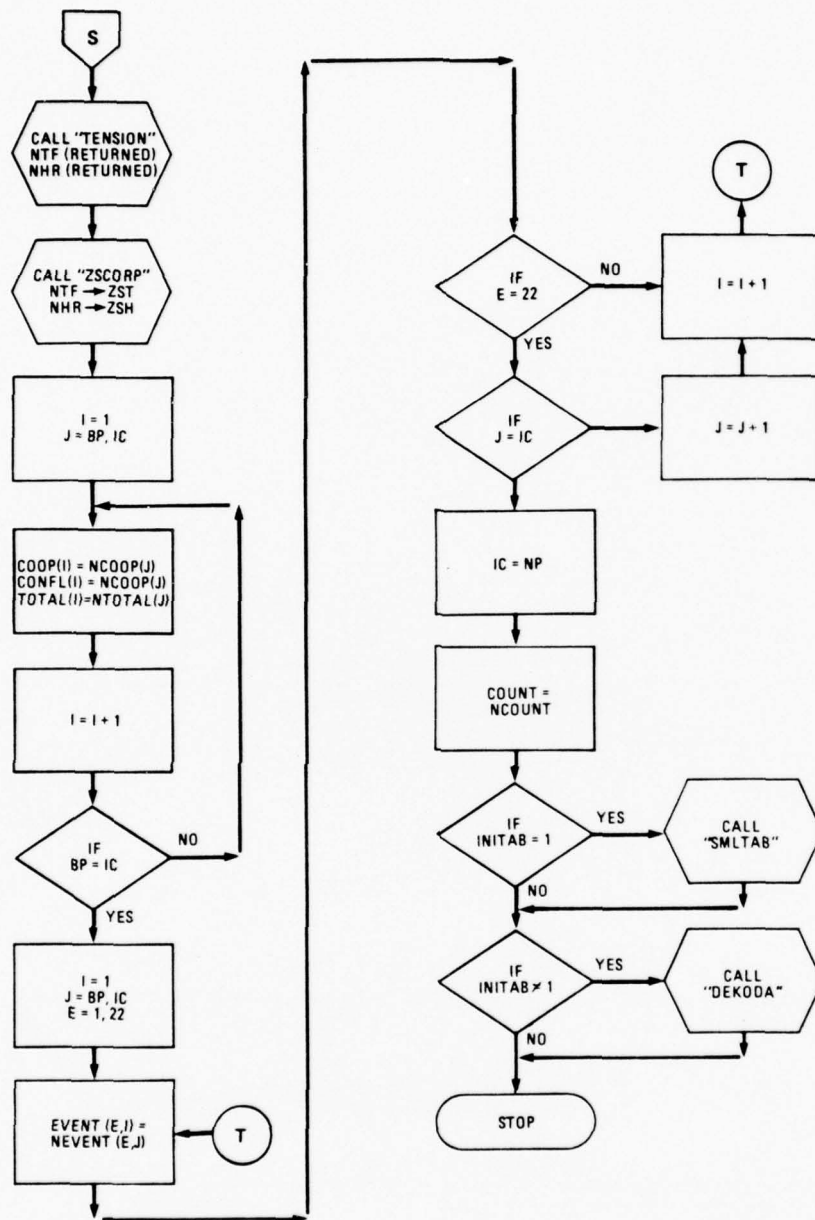 S
CALL "TENSION"
NTF (RETURNED)
NHR (RETURNED)
CALL "ZSCORP"
NTF → ZST
NHR → ZSH
I = 1
J = BP, IC
COOP(I) = NCOOP(J)
CONFL(I) = NCOOP(J)
TOTAL(I)=NTOTAL(J)
I = I + 1
IF
BP = IC
NO
YES
I = 1
J = BP, IC
E = 1, 22
EVENT (E,I) =
NEVENT (E,J)
T
IF
E = 22
NO
YES
T
I = I + 1
IF
J = IC
J = J + 1
IC = NP
COUNT =
NCOUNT
IF
INITAB = 1
YES
NO
CALL
"SMLTAB"
IF
INITAB ≠ 1
YES
NO
CALL
"DEKODA"
STOP